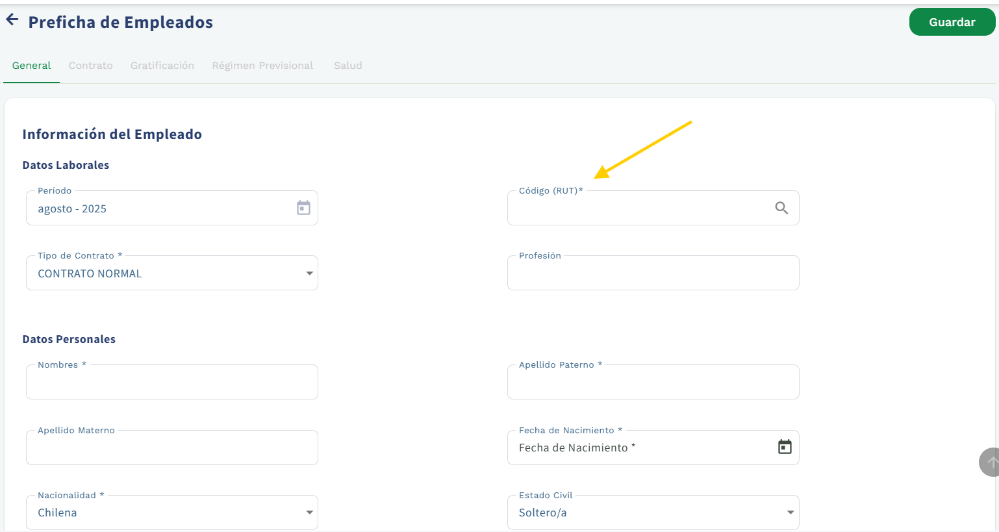 Preficha de Empleados
Guardar
General Contrato Gratificación Régimen Previsional Salud
Información del Empleado
Datos Laborales
Período
agosto - 2025
Código (RUT)*
Tipo de Contrato *
CONTRATO NORMAL
Profesión
Datos Personales
Nombres *
Apellido Paterno *
Apellido Materno
Fecha de Nacimiento *
Fecha de Nacimiento *
Nacionalidad *
Chilena
Estado Civil
Soltero/a